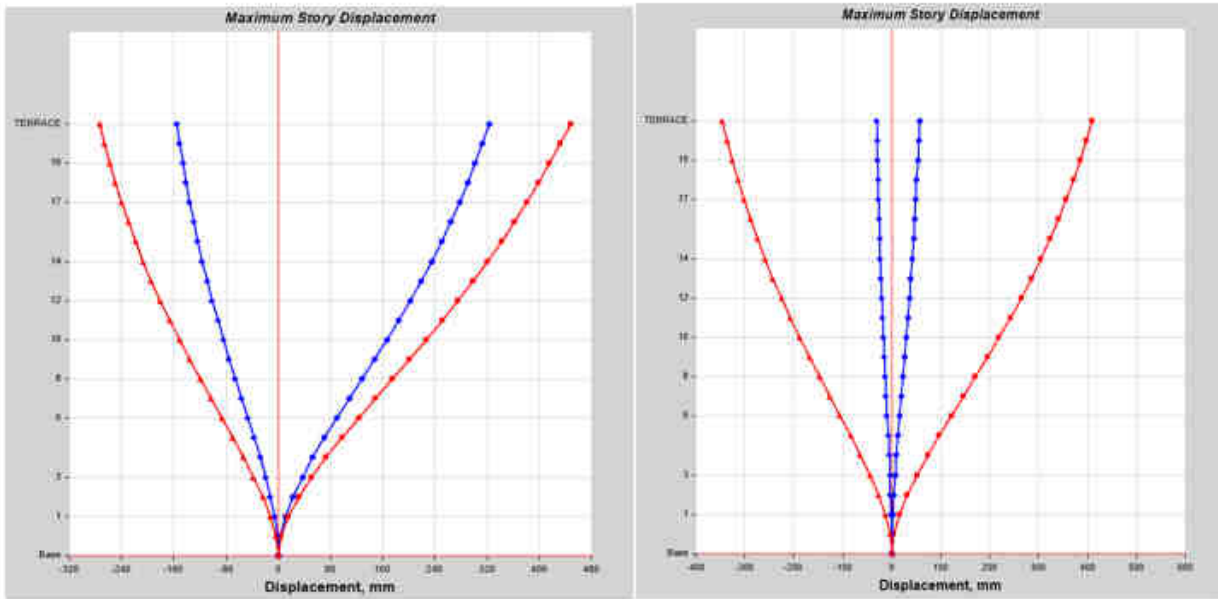 Maximum Story Displacement
TERRACE
19
17
14
12
10
8
6
3
1
Base
-320 -240 -160 -80 0 80 160 240 320 400 480
Displacement, mm
Maximum Story Displacement
TERRACE
19
17
14
12
10
8
6
3
1
Base
-400 -300 -200 -100 0 100 200 300 400 500 600
Displacement, mm